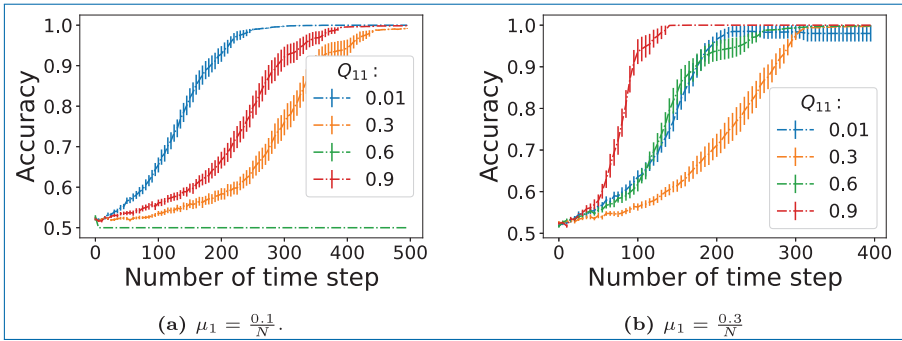 1.0
0.9
0.8
0.7
0.6
0.5
Accuracy
Q₁₁:
0.01
0.3
0.6
0.9
0 100 200 300 400 500
Number of time step
(a) μ₁ = 0.1/N.
1.0
0.9
0.8
0.7
0.6
0.5
Accuracy
Q₁₁:
0.01
0.3
0.6
0.9
0 100 200 300 400
Number of time step
(b) μ₁ = 0.3/N